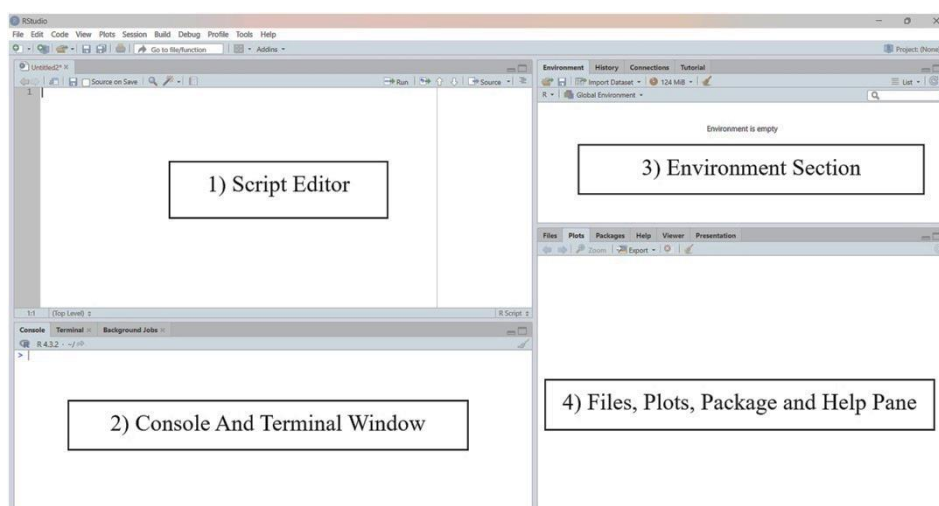 RStudio
File Edit Code View Plots Session Build Debug Profile Tools Help
Go to file/function Addins
Project: (None
Untitled2*
Source on Save Run Source
1
1) Script Editor
1:1 (Top Level) R Script
Console Terminal Background Jobs
R 4.3.2 · ~/
>
2) Console And Terminal Window
Environment History Connections Tutorial
Import Dataset 124 MiB List
R Global Environment
Environment is empty
3) Environment Section
Files Plots Packages Help Viewer Presentation
Zoom Export
4) Files, Plots, Package and Help Pane